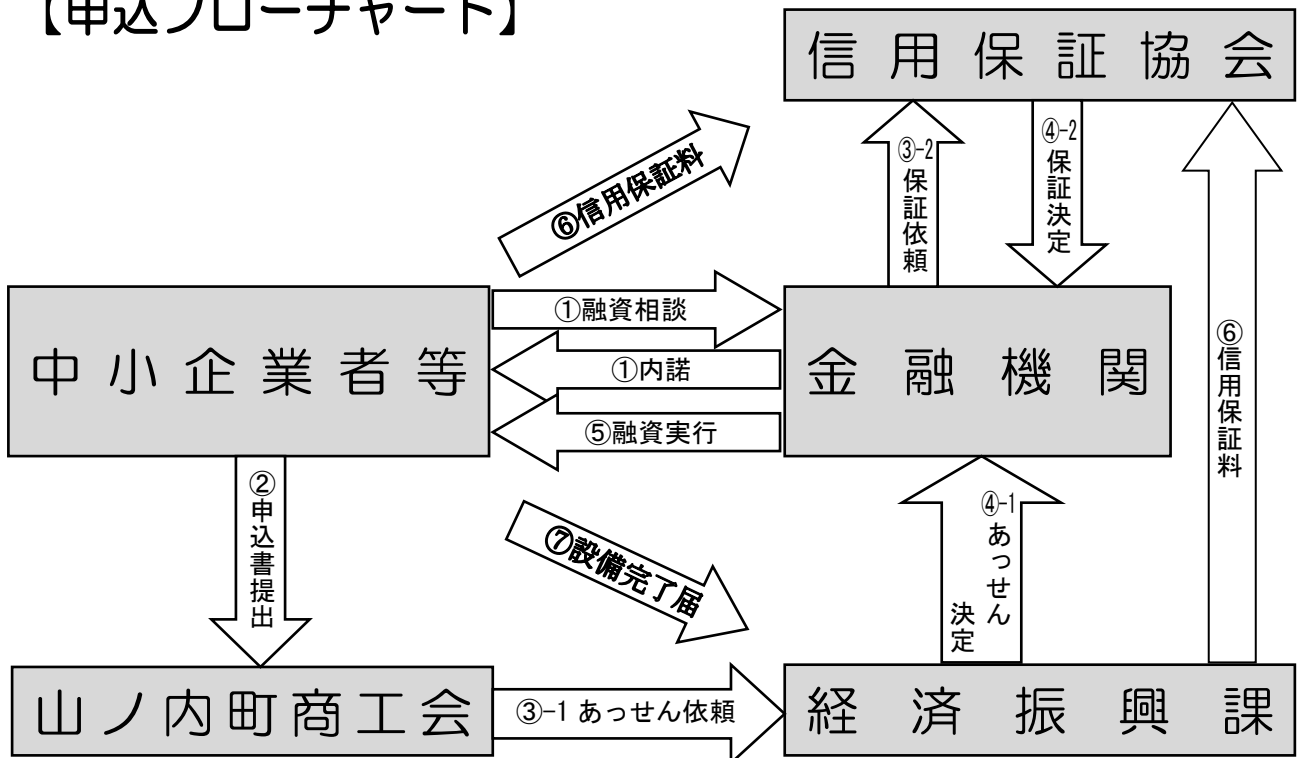 【申込フローチャート】
信用保証協会
③-2保証依頼
④-2保証決定
⑥信用保証料
①融資相談
中小企業者等
①内諾
金融機関
⑤融資実行
⑥信用保証料
②申込書提出
⑦設備完了届
④-1あっせん
決定
山ノ内町商工会
③-1 あっせん依頼
経済振興課